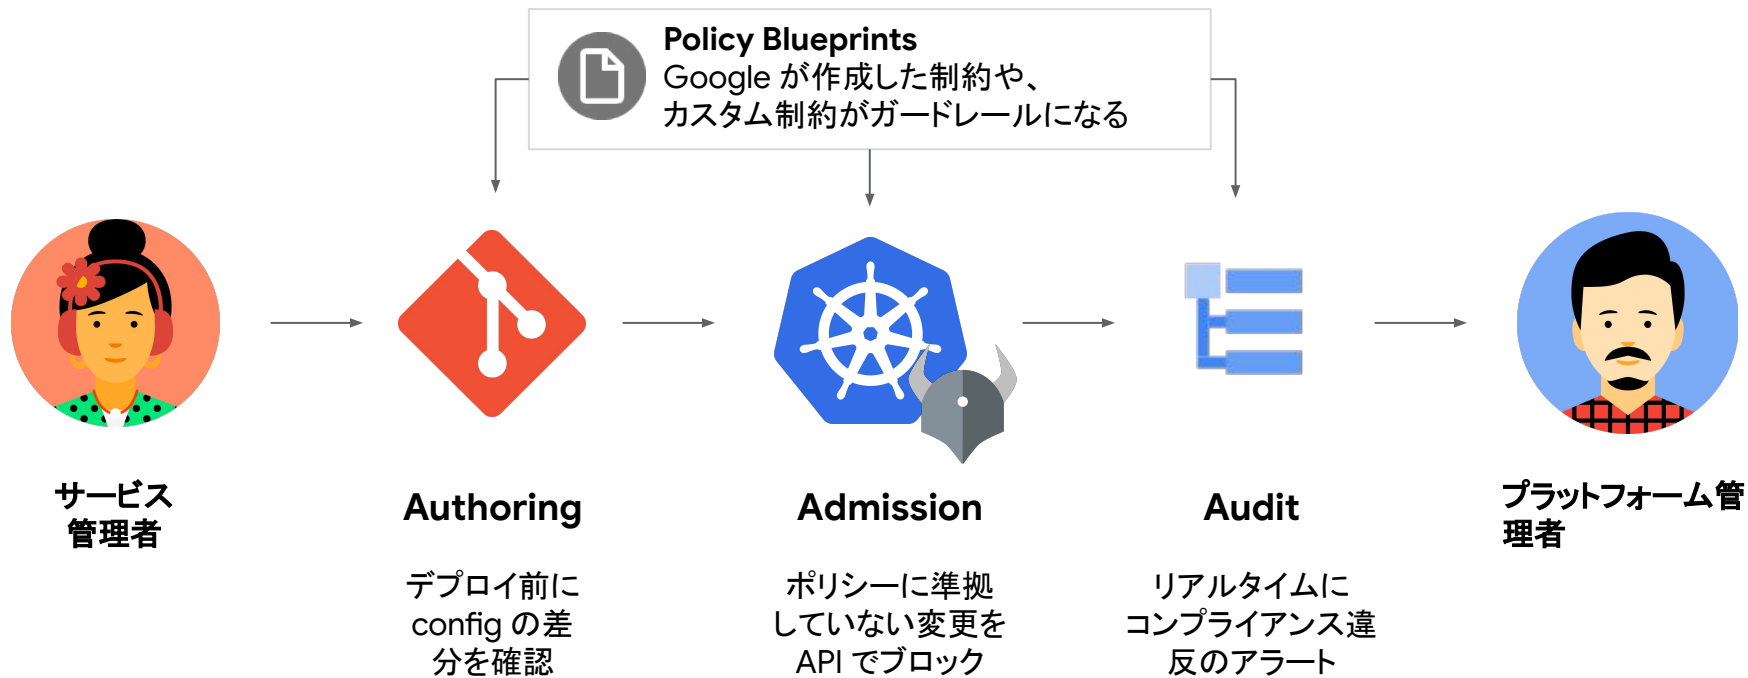 Policy Blueprints
Google が作成した制約や、
カスタム制約がガードレールになる
サービス
管理者
Authoring
デプロイ前に
config の差
分を確認
Admission
ポリシーに準拠
していない変更を
API でブロック
Audit
リアルタイムに
コンプライアンス違
反のアラート
プラットフォーム管
理者